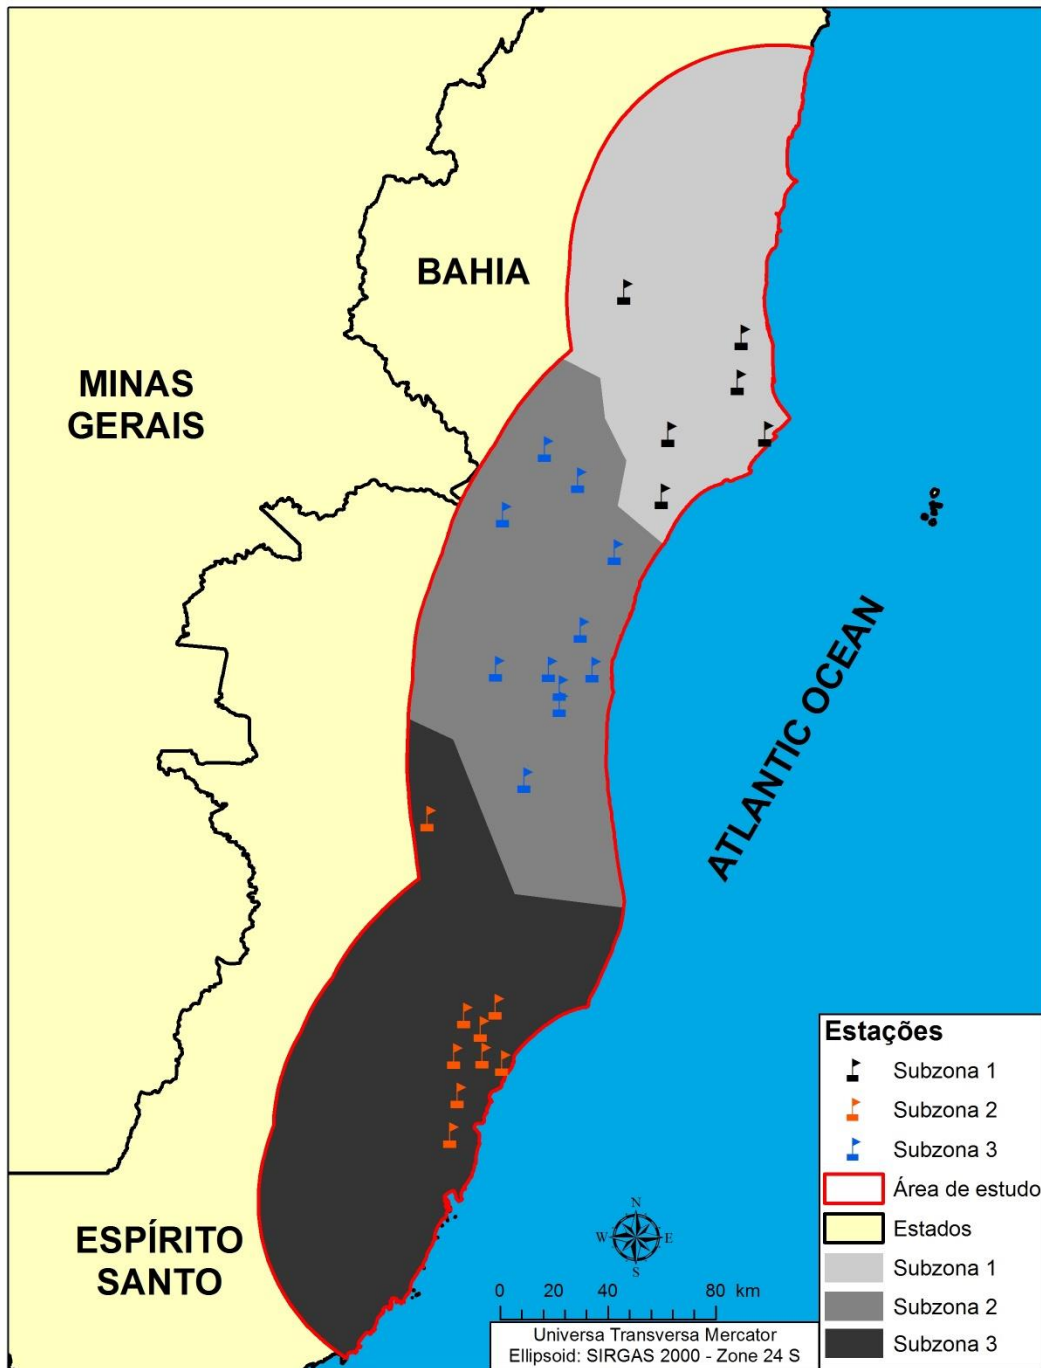 BAHIA
MINAS
GERAIS
ATLANTIC OCEAN
ESPÍRITO
SANTO
N
W
E
S
0 20 40 80 km
Universa Transversa Mercator
Ellipsoid: SIRGAS 2000 - Zone 24 S
Estações
Subzona 1
Subzona 2
Subzona 3
Área de estudo
Estados
Subzona 1
Subzona 2
Subzona 3